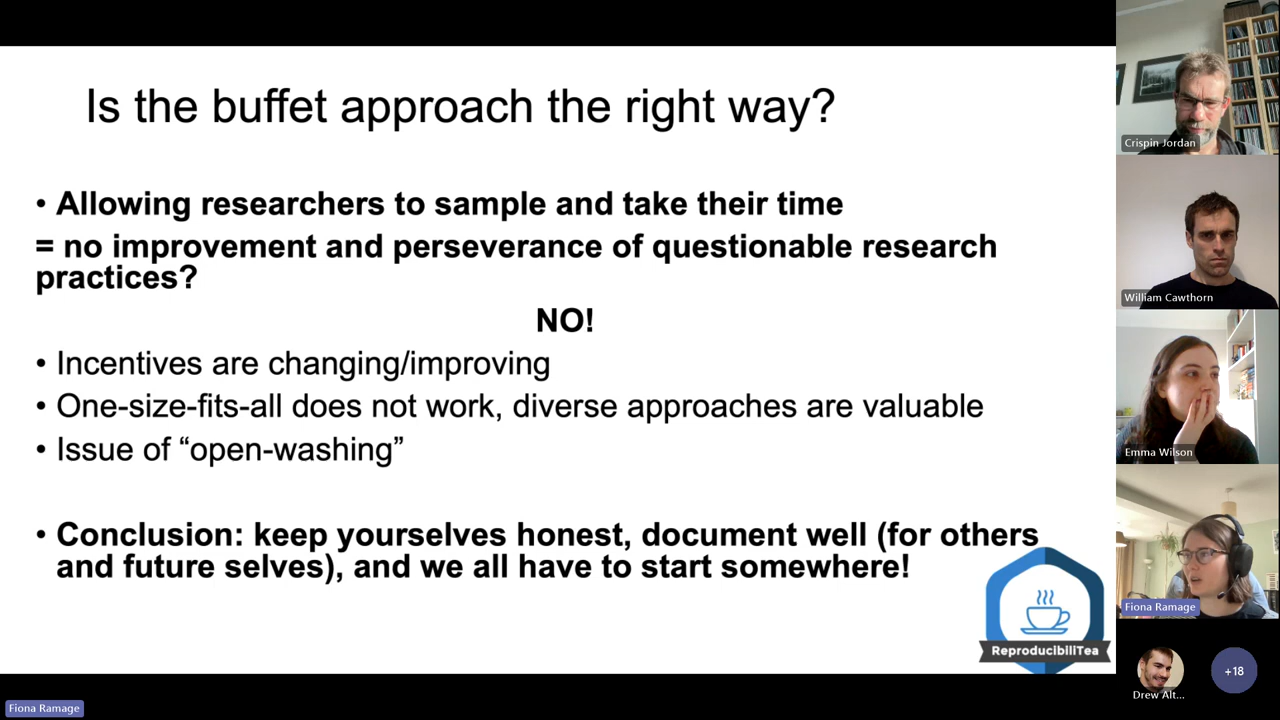 Is the buffet approach the right way?
• Allowing researchers to sample and take their time
= no improvement and perseverance of questionable research
practices?
NO!
• Incentives are changing/improving
• One-size-fits-all does not work, diverse approaches are valuable
• Issue of “open-washing”
• Conclusion: keep yourselves honest, document well (for others
and future selves), and we all have to start somewhere!
ReproducibiliTea
Crispin Jordan
William Cawthorn
Emma Wilson
Fiona Ramage
Drew Alt...
+18
Fiona Ramage